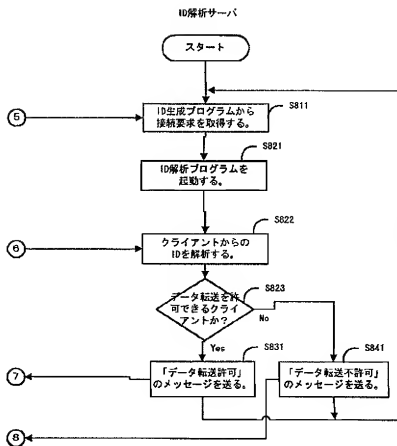 ID解析サーバ
スタート
S811
ID生成プログラムから
接続要求を取得する。
⑤
S821
ID解析プログラムを
起動する。
S822
クライアントからの
IDを解析する。
⑥
S823
データ転送を許
可できるクライ
アントか?
No
Yes
S831
「データ転送許可」
のメッセージを送る。
⑦
S841
「データ転送不許可」
のメッセージを送る。
⑧